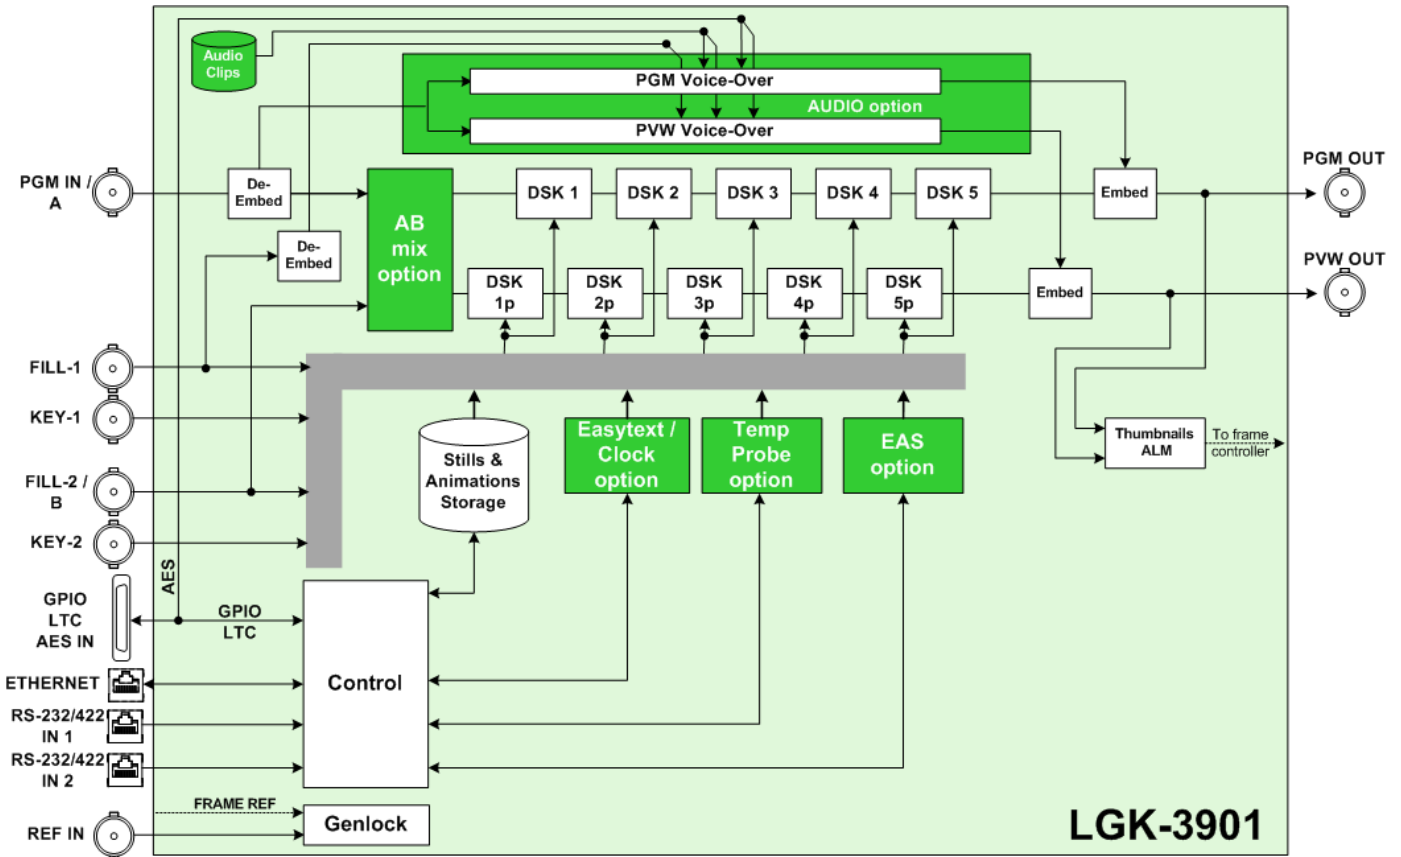 Audio
Clips
PGM Voice-Over
AUDIO option
PVW Voice-Over
PGM IN /
A
De-
Embed
AB
mix
option
DSK 1
DSK 2
DSK 3
DSK 4
DSK 5
Embed
PGM OUT
De-
Embed
DSK
1p
DSK
2p
DSK
3p
DSK
4p
DSK
5p
Embed
PVW OUT
FILL-1
KEY-1
FILL-2 /
B
KEY-2
Stills &
Animations
Storage
Easytext /
Clock
option
Temp
Probe
option
EAS
option
Thumbnails
ALM
To frame
controller
AES
GPIO
LTC
AES IN
GPIO
LTC
Control
ETHERNET
RS-232/422
IN 1
RS-232/422
IN 2
FRAME REF
REF IN
Genlock
LGK-3901